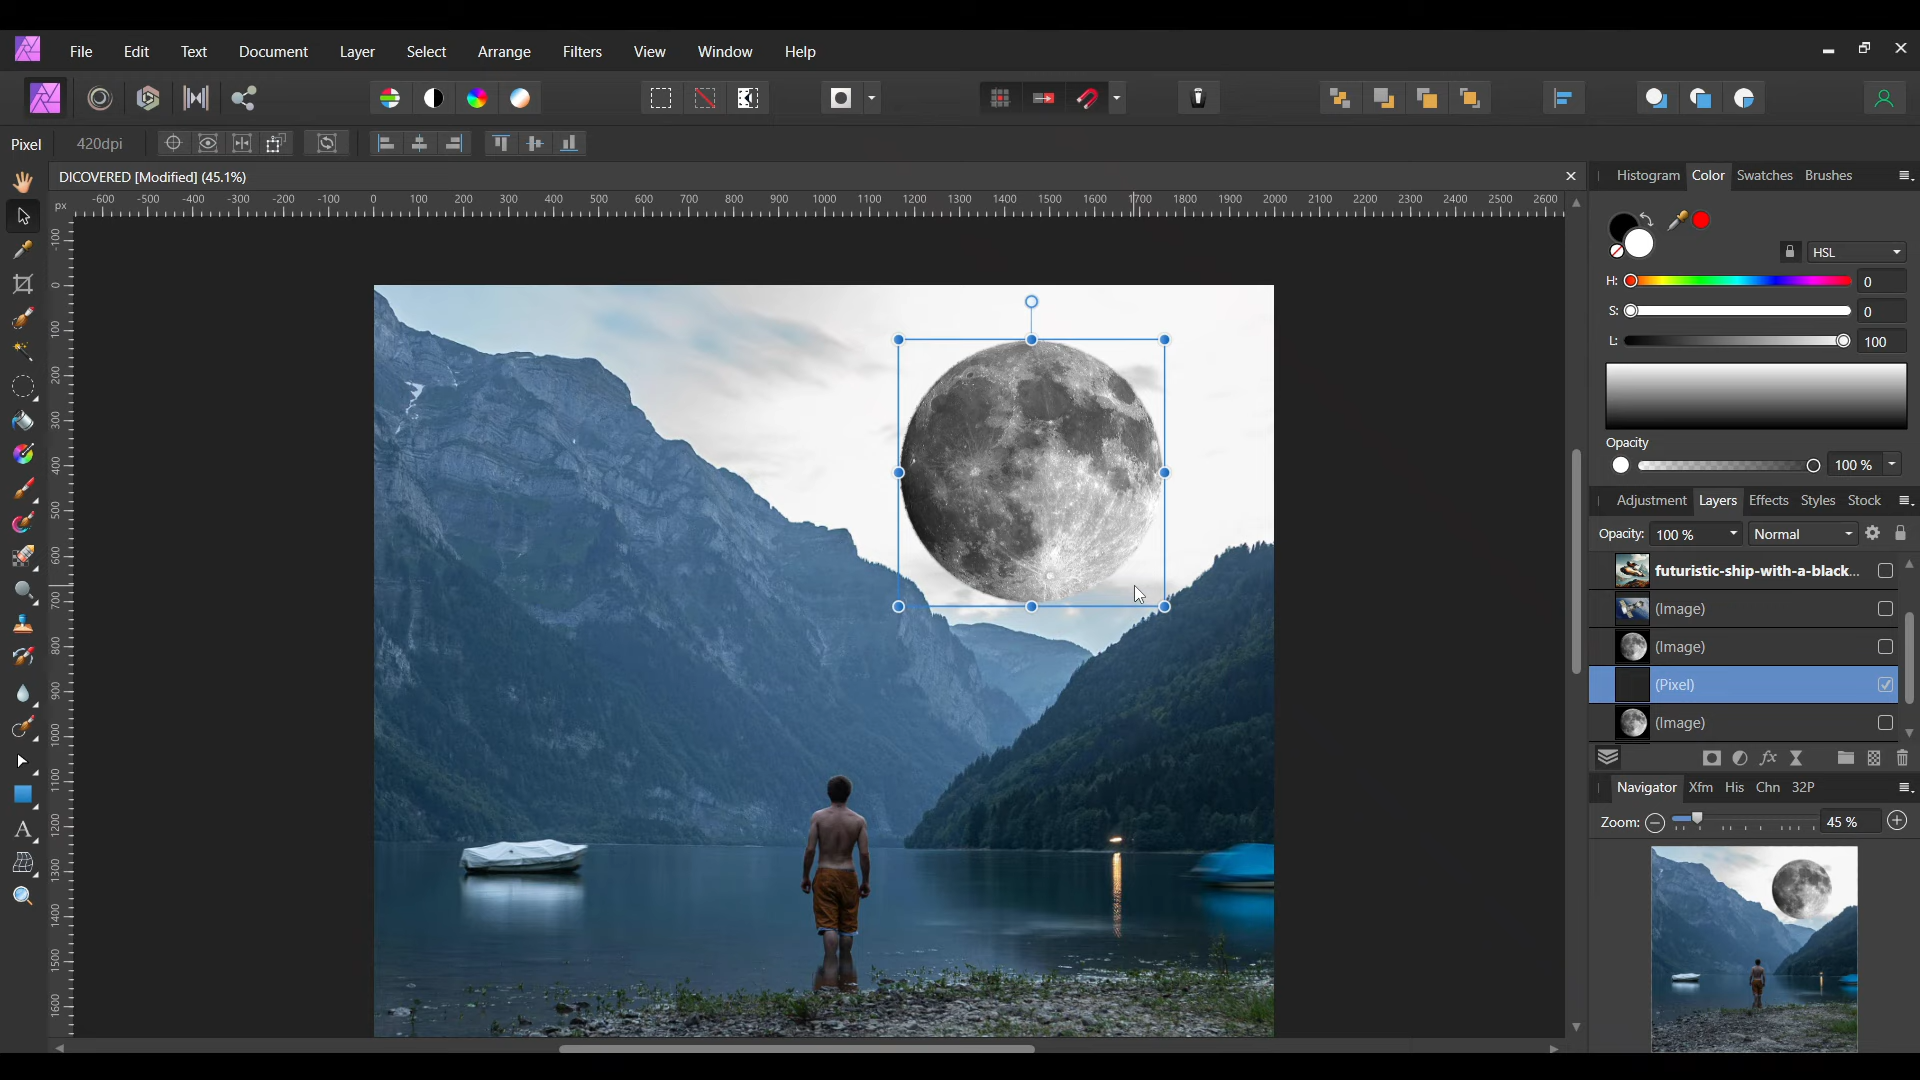 File Edit Text Document Layer Select Arrange Filters View Window Help
Pixel 420dpi
DICOVERED [Modified] (45.1%)
px -600 -500 -400 -300 -200 -100 0 100 200 300 400 500 600 700 800 900 1000 1100 1200 1300 1400 1500 1600 1700 1800 1900 2000 2100 2200 2300 2400 2500 2600
-100
0
100
200
300
400
500
600
700
800
900
1000
1100
1200
1300
1400
1500
1600
Histogram Color Swatches Brushes
HSL
H: 0
S: 0
L: 100
Opacity
100 %
Adjustment Layers Effects Styles Stock
Opacity: 100 % Normal
futuristic-ship-with-a-black...
(Image)
(Image)
(Pixel)
(Image)
Navigator Xfm His Chn 32P
Zoom: 45 %